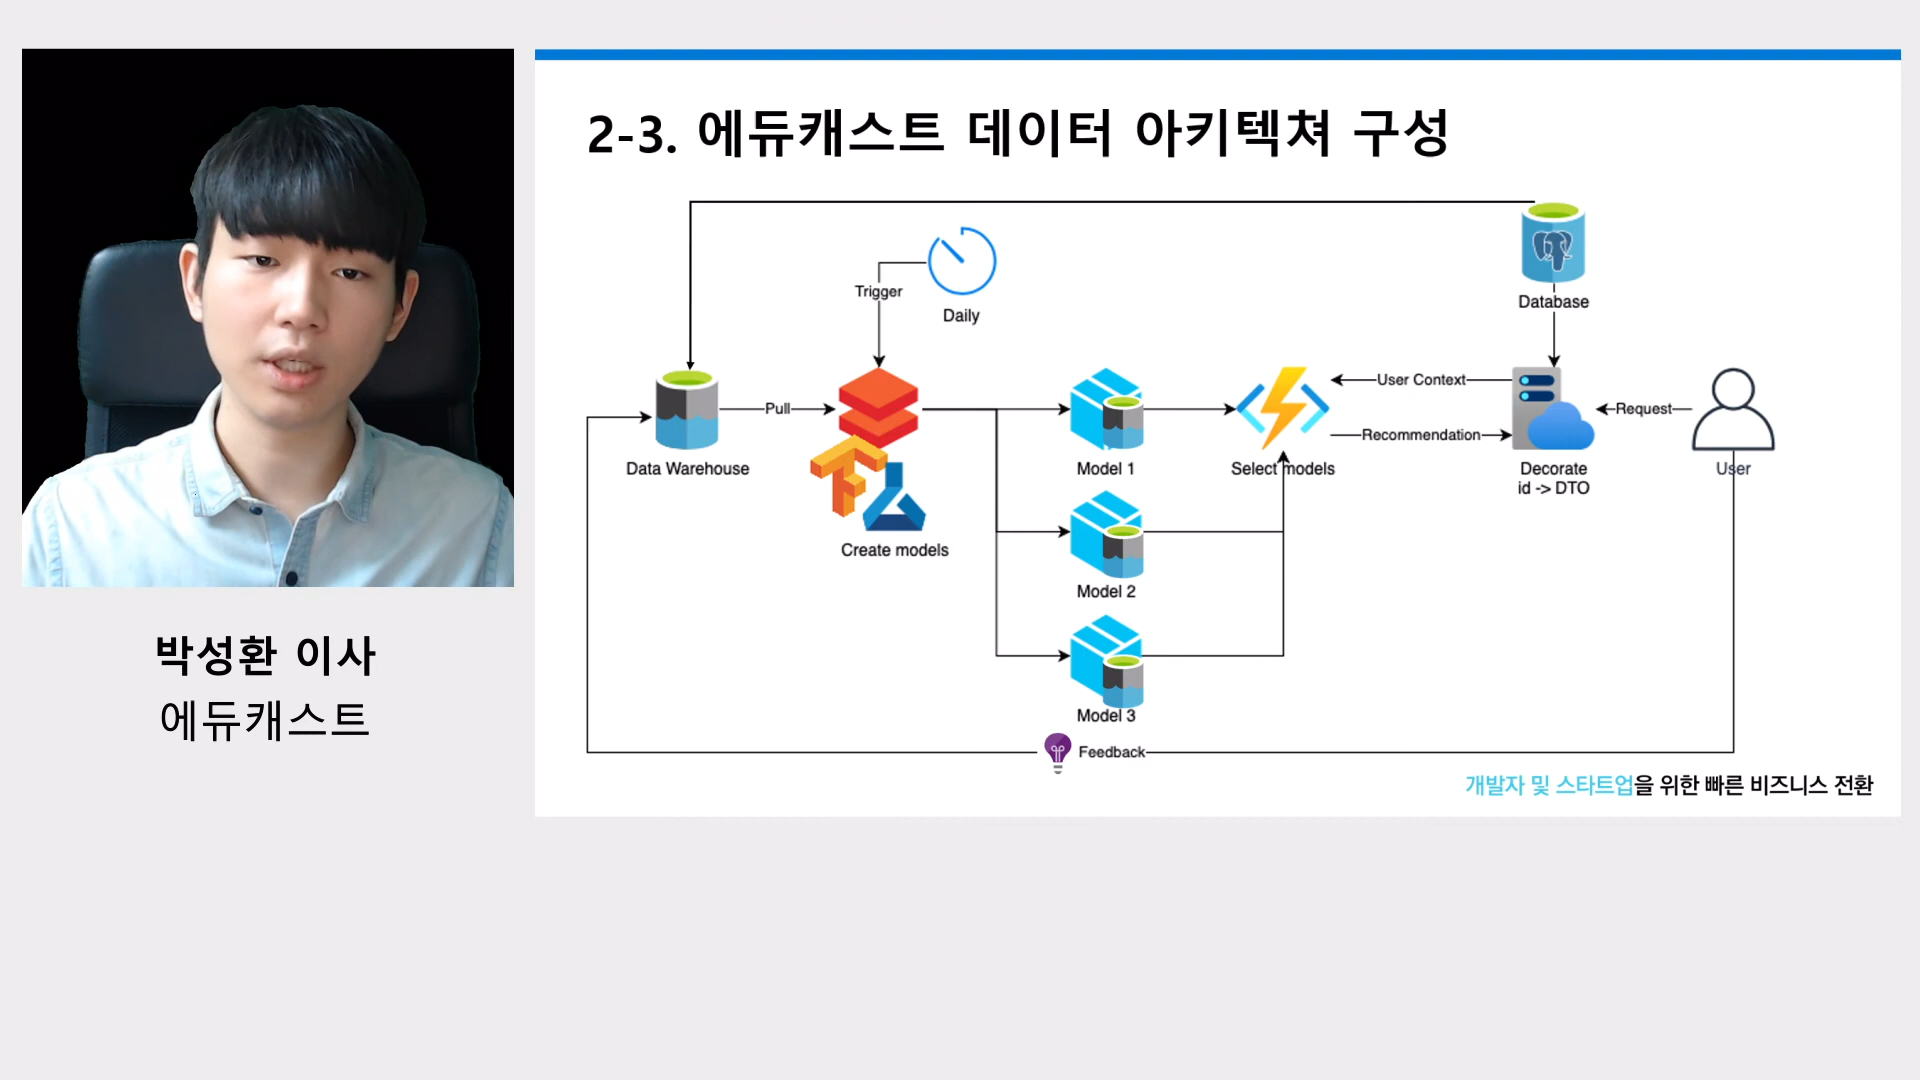 2-3. 에듀캐스트 데이터 아키텍쳐 구성
Trigger
Daily
Database
Pull
User Context
Request
Recommendation
Data Warehouse
Model 1
Select models
Decorate
id -> DTO
User
Create models
Model 2
Model 3
Feedback
개발자 및 스타트업을 위한 빠른 비즈니스 전환
박성환 이사
에듀캐스트